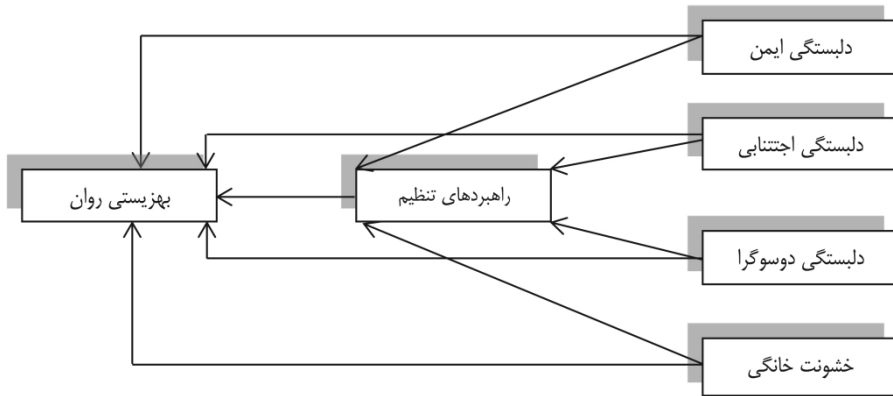 دلبستگی ایمن
دلبستگی اجتنابی
راهبردهای تنظیم
بهزیستی روان
دلبستگی دوسوگرا
خشونت خانگی